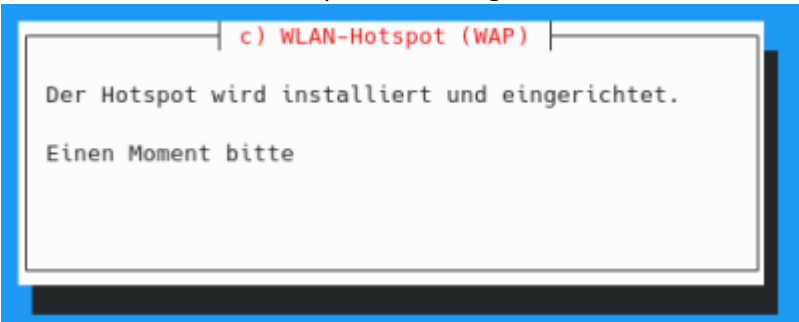 c) WLAN-Hotspot (WAP)
Der Hotspot wird installiert und eingerichtet.
Einen Moment bitte